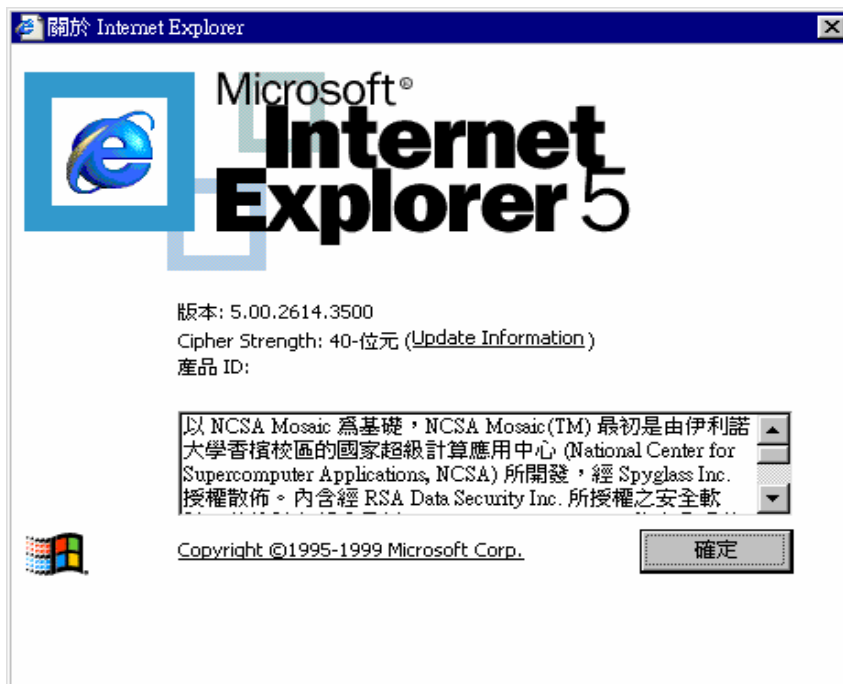 關於 Internet Explorer
Microsoft®
Internet
Explorer 5
版本: 5.00.2614.3500
Cipher Strength: 40-位元 (Update Information)
產品 ID:
以 NCSA Mosaic 為基礎，NCSA Mosaic(TM) 最初是由伊利諾
大學香檳校區的國家超級計算應用中心 (National Center for
Supercomputer Applications, NCSA) 所開發，經 Spyglass Inc.
授權散佈。內含經 RSA Data Security Inc. 所授權之安全軟
Copyright ©1995-1999 Microsoft Corp.
確定